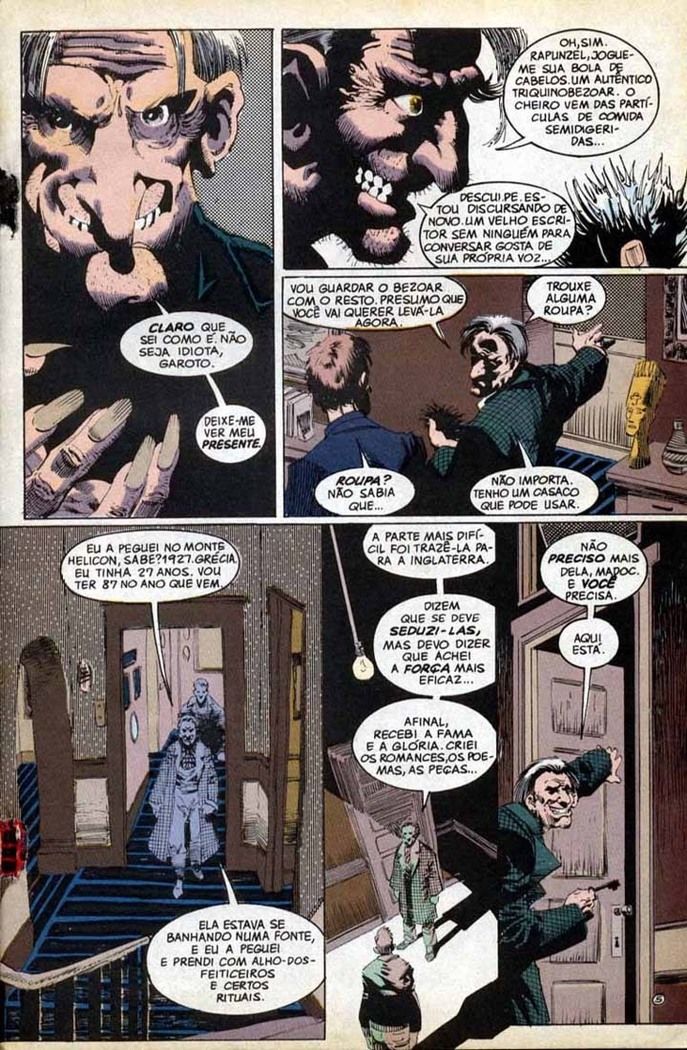 CLARO QUE
SEI COMO É. NÃO
SEJA IDIOTA,
GAROTO.
DEIXE-ME
VER MEU
PRESENTE.
OH, SIM.
RAPUNZEL, JOGUE-
ME SUA BOLA DE
CABELOS. UM AUTÊNTICO
TRIQUINOBEZOAR. O
CHEIRO VEM DAS PARTÍ-
CULAS DE COMIDA
SEMIDIGERI-
DAS...
DESCULPE. ES-
TOU DISCURSANDO DE
NOVO. UM VELHO ESCRI-
TOR SEM NINGUÉM PARA
CONVERSAR GOSTA DE
SUA PRÓPRIA VOZ...
VOU GUARDAR O BEZOAR
COM O RESTO. PRESUMO QUE
VOCÊ VAI QUERER LEVÁ-LA
AGORA.
TROUXE
ALGUMA
ROUPA?
ROUPA?
NÃO SABIA
QUE...
NÃO IMPORTA.
TENHO UM CASACO
QUE PODE USAR.
EU A PEGUEI NO MONTE
HELICON, SABE? 1927. GRÉCIA.
EU TINHA 27 ANOS. VOU
TER 87 NO ANO QUE VEM.
ELA ESTAVA SE
BANHANDO NUMA FONTE,
E EU A PEGUEI
E PRENDI COM ALHO-DOS-
FEITICEIROS
E CERTOS
RITUAIS.
A PARTE MAIS DIFÍ-
CIL FOI TRAZÊ-LA PA-
RA A INGLATERRA.
DIZEM
QUE SE DEVE
SEDUZI-LAS,
MAS DEVO DIZER
QUE ACHEI
A FORÇA MAIS
EFICAZ...
AFINAL,
RECEBI A FAMA
E A GLÓRIA. CRIEI
OS ROMANCES, OS POE-
MAS, AS PEÇAS...
NÃO
PRECISO MAIS
DELA, MADOC.
E VOCÊ
PRECISA.
AQUI
ESTÁ.
5